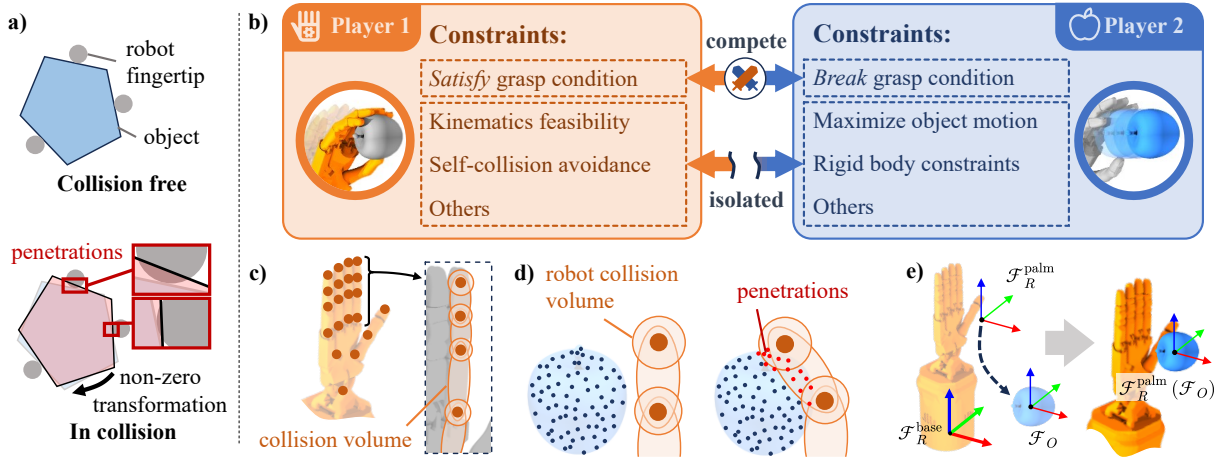 a)
robot
fingertip
object
Collision free
penetrations
non-zero
transformation
In collision
b)
Player 1
Constraints:
Satisfy grasp condition
Kinematics feasibility
Self-collision avoidance
Others
compete
isolated
Player 2
Constraints:
Break grasp condition
Maximize object motion
Rigid body constraints
Others
c)
collision volume
d)
robot collision
volume
penetrations
e)
$\mathcal{F}_R^{\text{palm}}$
$\mathcal{F}_R^{\text{base}}$
$\mathcal{F}_O$
$\mathcal{F}_R^{\text{palm}}(\mathcal{F}_O)$